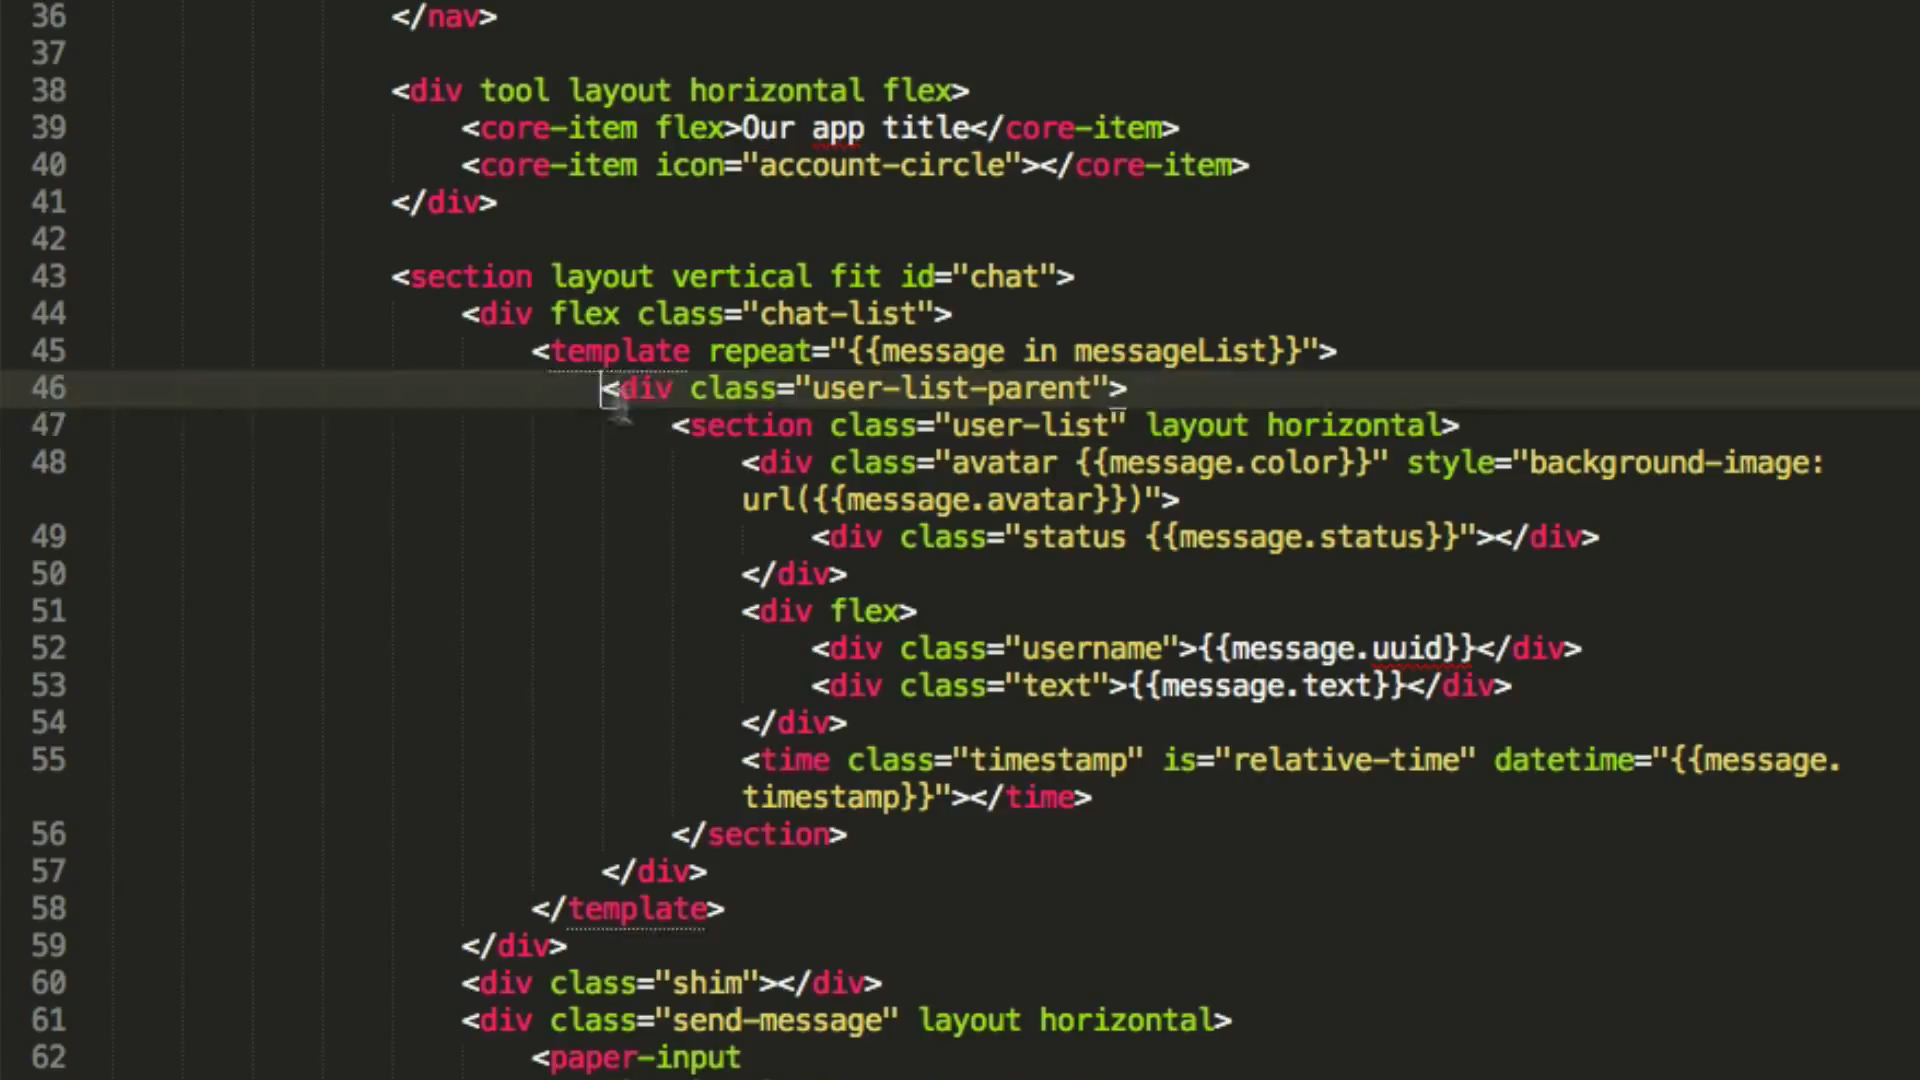 36 </nav>
37
38 <div tool layout horizontal flex>
39 <core-item flex>Our app title</core-item>
40 <core-item icon="account-circle"></core-item>
41 </div>
42
43 <section layout vertical fit id="chat">
44 <div flex class="chat-list">
45 <template repeat="{{message in messageList}}">
46 <div class="user-list-parent">
47 <section class="user-list" layout horizontal>
48 <div class="avatar {{message.color}}" style="background-image:
url({{message.avatar}})">
49 <div class="status {{message.status}}"></div>
50 </div>
51 <div flex>
52 <div class="username">{{message.uuid}}</div>
53 <div class="text">{{message.text}}</div>
54 </div>
55 <time class="timestamp" is="relative-time" datetime="{{message.
timestamp}}"></time>
56 </section>
57 </div>
58 </template>
59 </div>
60 <div class="shim"></div>
61 <div class="send-message" layout horizontal>
62 <paper-input